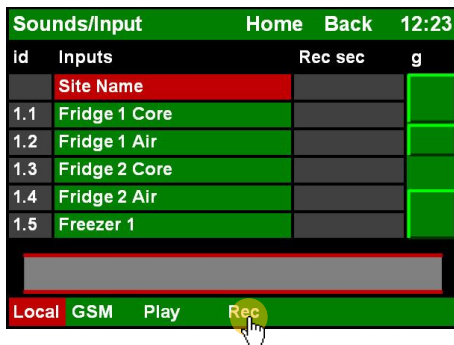 Sounds/Input Home Back 12:23
id Inputs Rec sec g
Site Name
1.1 Fridge 1 Core
1.2 Fridge 1 Air
1.3 Fridge 2 Core
1.4 Fridge 2 Air
1.5 Freezer 1
Local GSM Play Rec